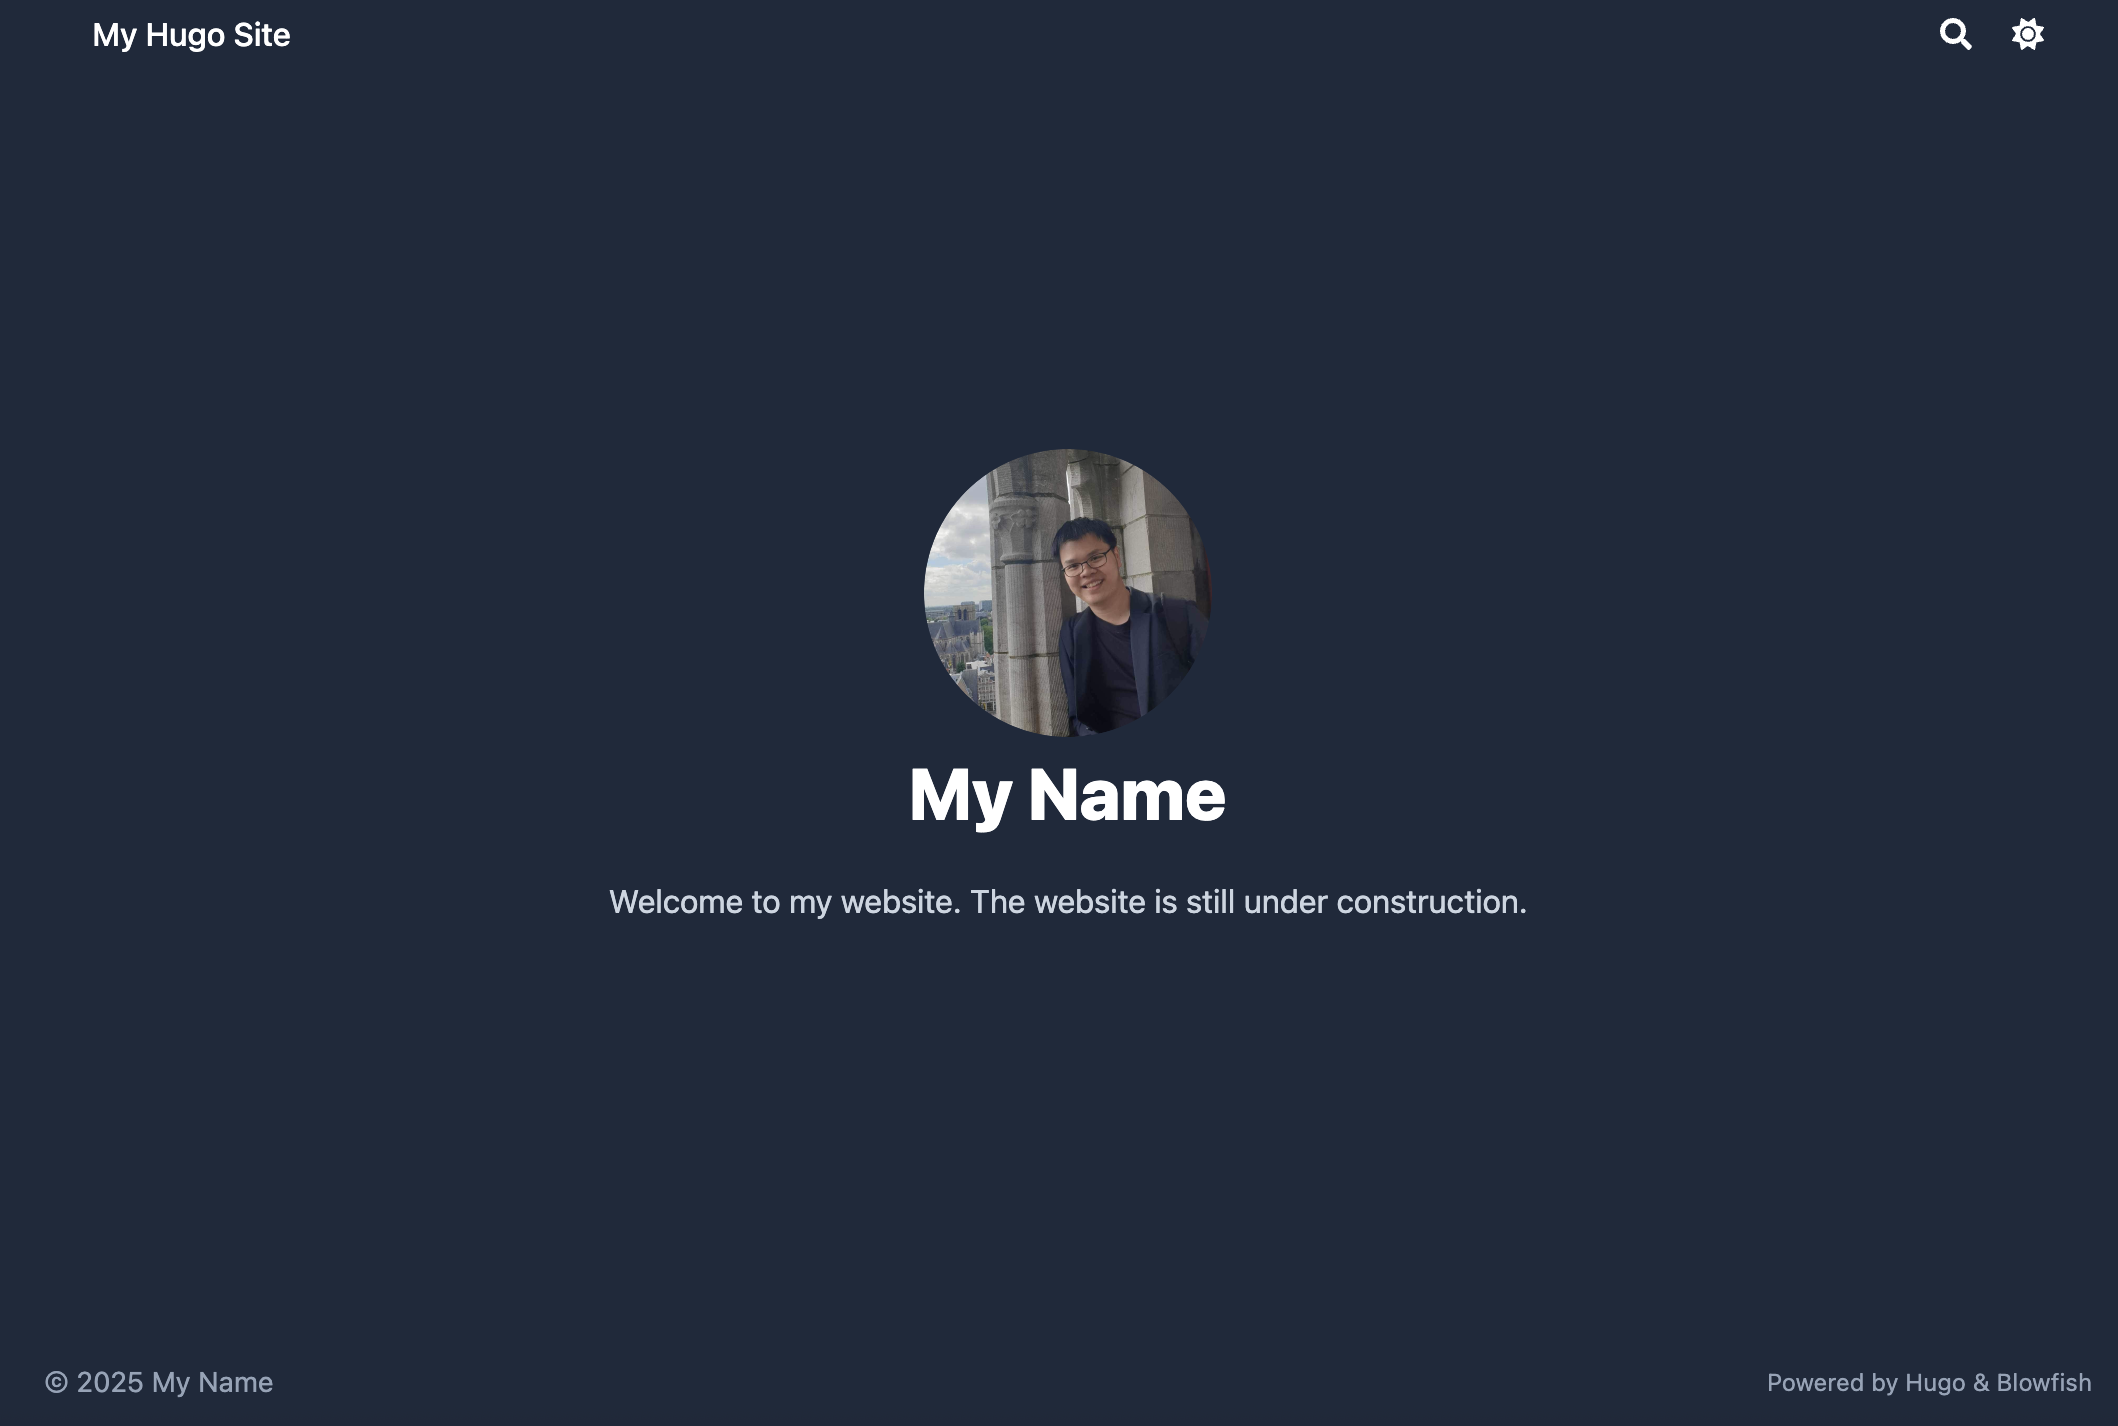 My Hugo Site
My Name
Welcome to my website. The website is still under construction.
© 2025 My Name
Powered by Hugo & Blowfish